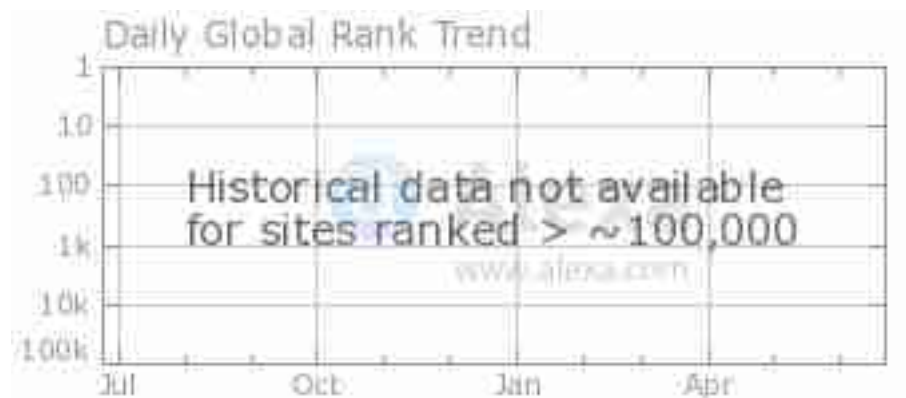 Daily Global Rank Trend
1
10
100
1k
10k
100k
Historical data not available
for sites ranked > ~100,000
www.alexa.com
Jul Oct Jan Apr